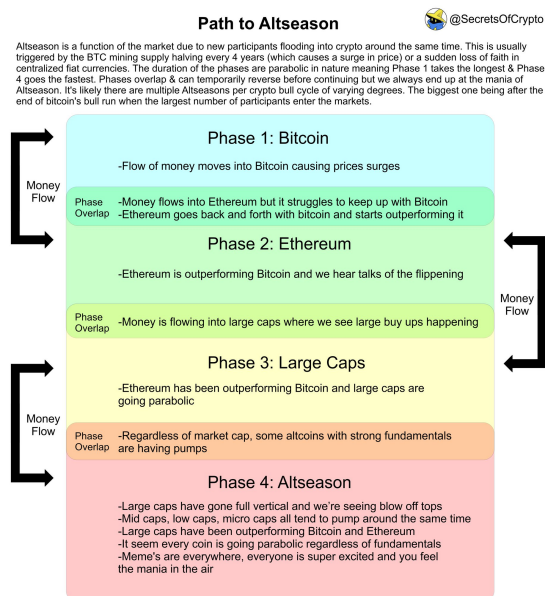 Path to Altseason
@SecretsOfCrypto
Altseason is a function of the market due to new participants flooding into crypto around the same time. This is usually
triggered by the BTC mining supply halving every 4 years (which causes a surge in price) or a sudden loss of faith in
centralized fiat currencies. The duration of the phases are parabolic in nature meaning Phase 1 takes the longest & Phase
4 goes the fastest. Phases overlap & can temporarily reverse before continuing but we always end up at the mania of
Altseason. It's likely there are multiple Altseasons per crypto bull cycle of varying degrees. The biggest one being after the
end of bitcoin's bull run when the largest number of participants enter the markets.
Phase 1: Bitcoin
-Flow of money moves into Bitcoin causing prices surges
Money
Flow
Phase
Overlap
-Money flows into Ethereum but it struggles to keep up with Bitcoin
-Ethereum goes back and forth with bitcoin and starts outperforming it
Phase 2: Ethereum
-Ethereum is outperforming Bitcoin and we hear talks of the flippening
Money
Flow
Phase
Overlap
-Money is flowing into large caps where we see large buy ups happening
Phase 3: Large Caps
-Ethereum has been outperforming Bitcoin and large caps are
going parabolic
Money
Flow
Phase
Overlap
-Regardless of market cap, some altcoins with strong fundamentals
are having pumps
Phase 4: Altseason
-Large caps have gone full vertical and we're seeing blow off tops
-Mid caps, low caps, micro caps all tend to pump around the same time
-Large caps have been outperforming Bitcoin and Ethereum
-It seem every coin is going parabolic regardless of fundamentals
-Meme's are everywhere, everyone is super excited and you feel
the mania in the air